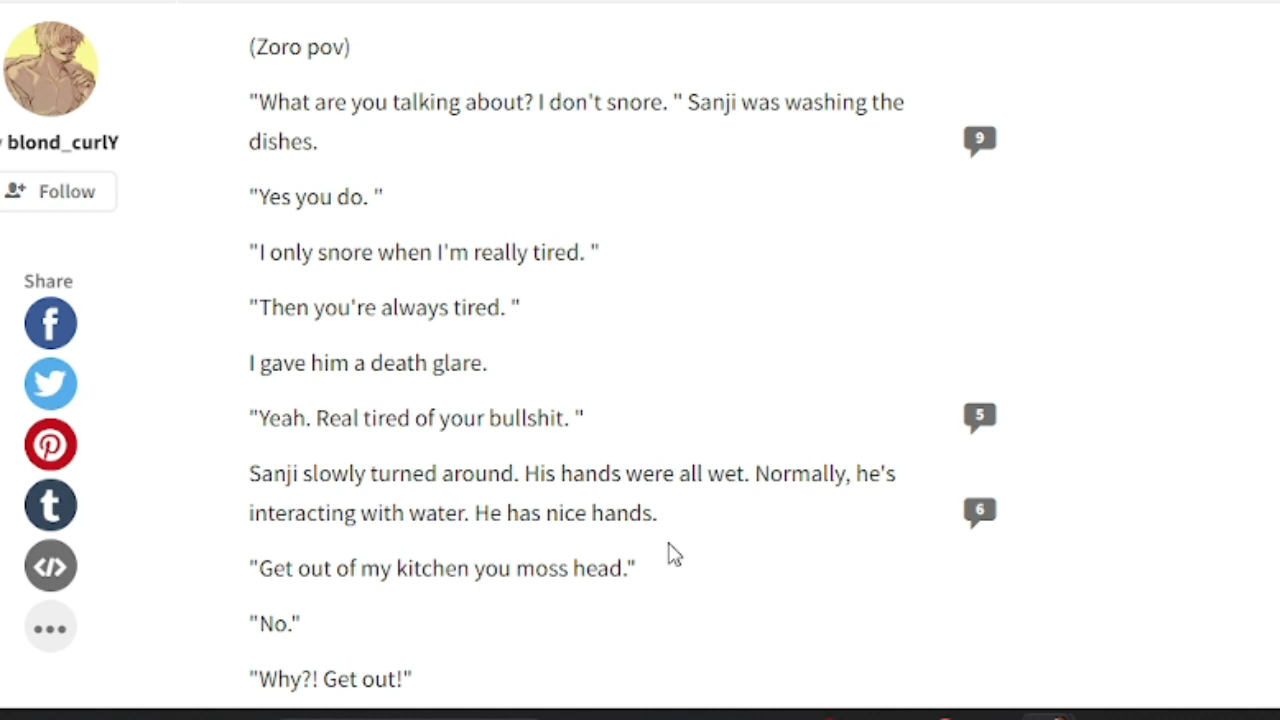 (Zoro pov)
"What are you talking about? I don't snore. " Sanji was washing the
dishes.
9
blond_curlY
Follow
"Yes you do. "
"I only snore when I'm really tired. "
Share
"Then you're always tired. "
I gave him a death glare.
"Yeah. Real tired of your bullshit. "
5
Sanji slowly turned around. His hands were all wet. Normally, he's
interacting with water. He has nice hands.
6
"Get out of my kitchen you moss head."
"No."
"Why?! Get out!"